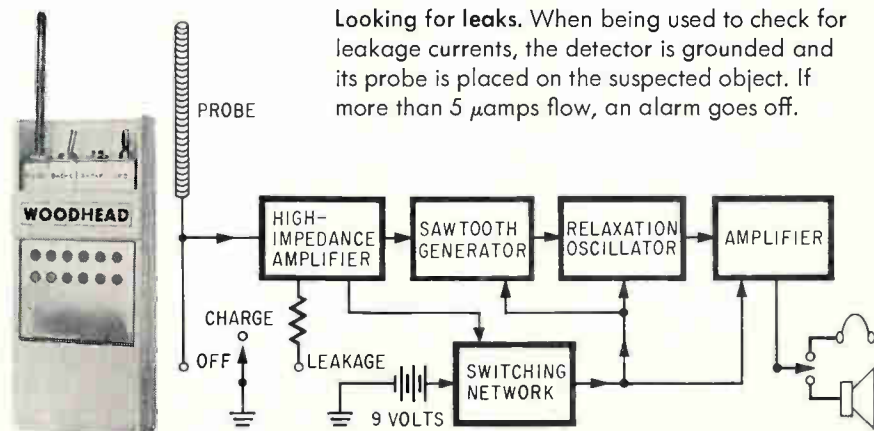 Looking for leaks. When being used to check for
leakage currents, the detector is grounded and
its probe is placed on the suspected object. If
more than 5 μamps flow, an alarm goes off.
PROBE
WOODHEAD
HIGH-
IMPEDANCE
AMPLIFIER
SAWTOOTH
GENERATOR
RELAXATION
OSCILLATOR
AMPLIFIER
CHARGE
OFF
LEAKAGE
9 VOLTS
SWITCHING
NETWORK